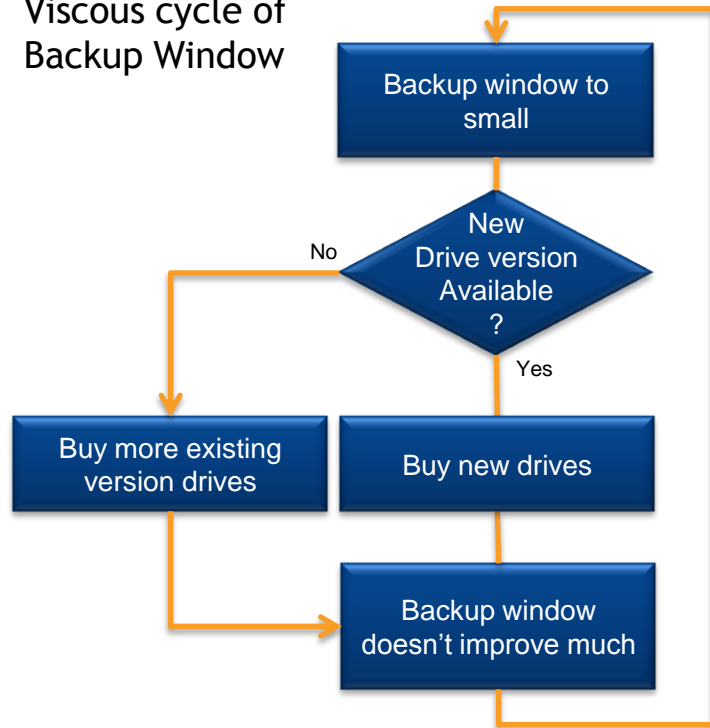 Viscous cycle of
Backup Window
Backup window to
small
New
Drive version
Available
?
No
Yes
Buy more existing
version drives
Buy new drives
Backup window
doesn’t improve much